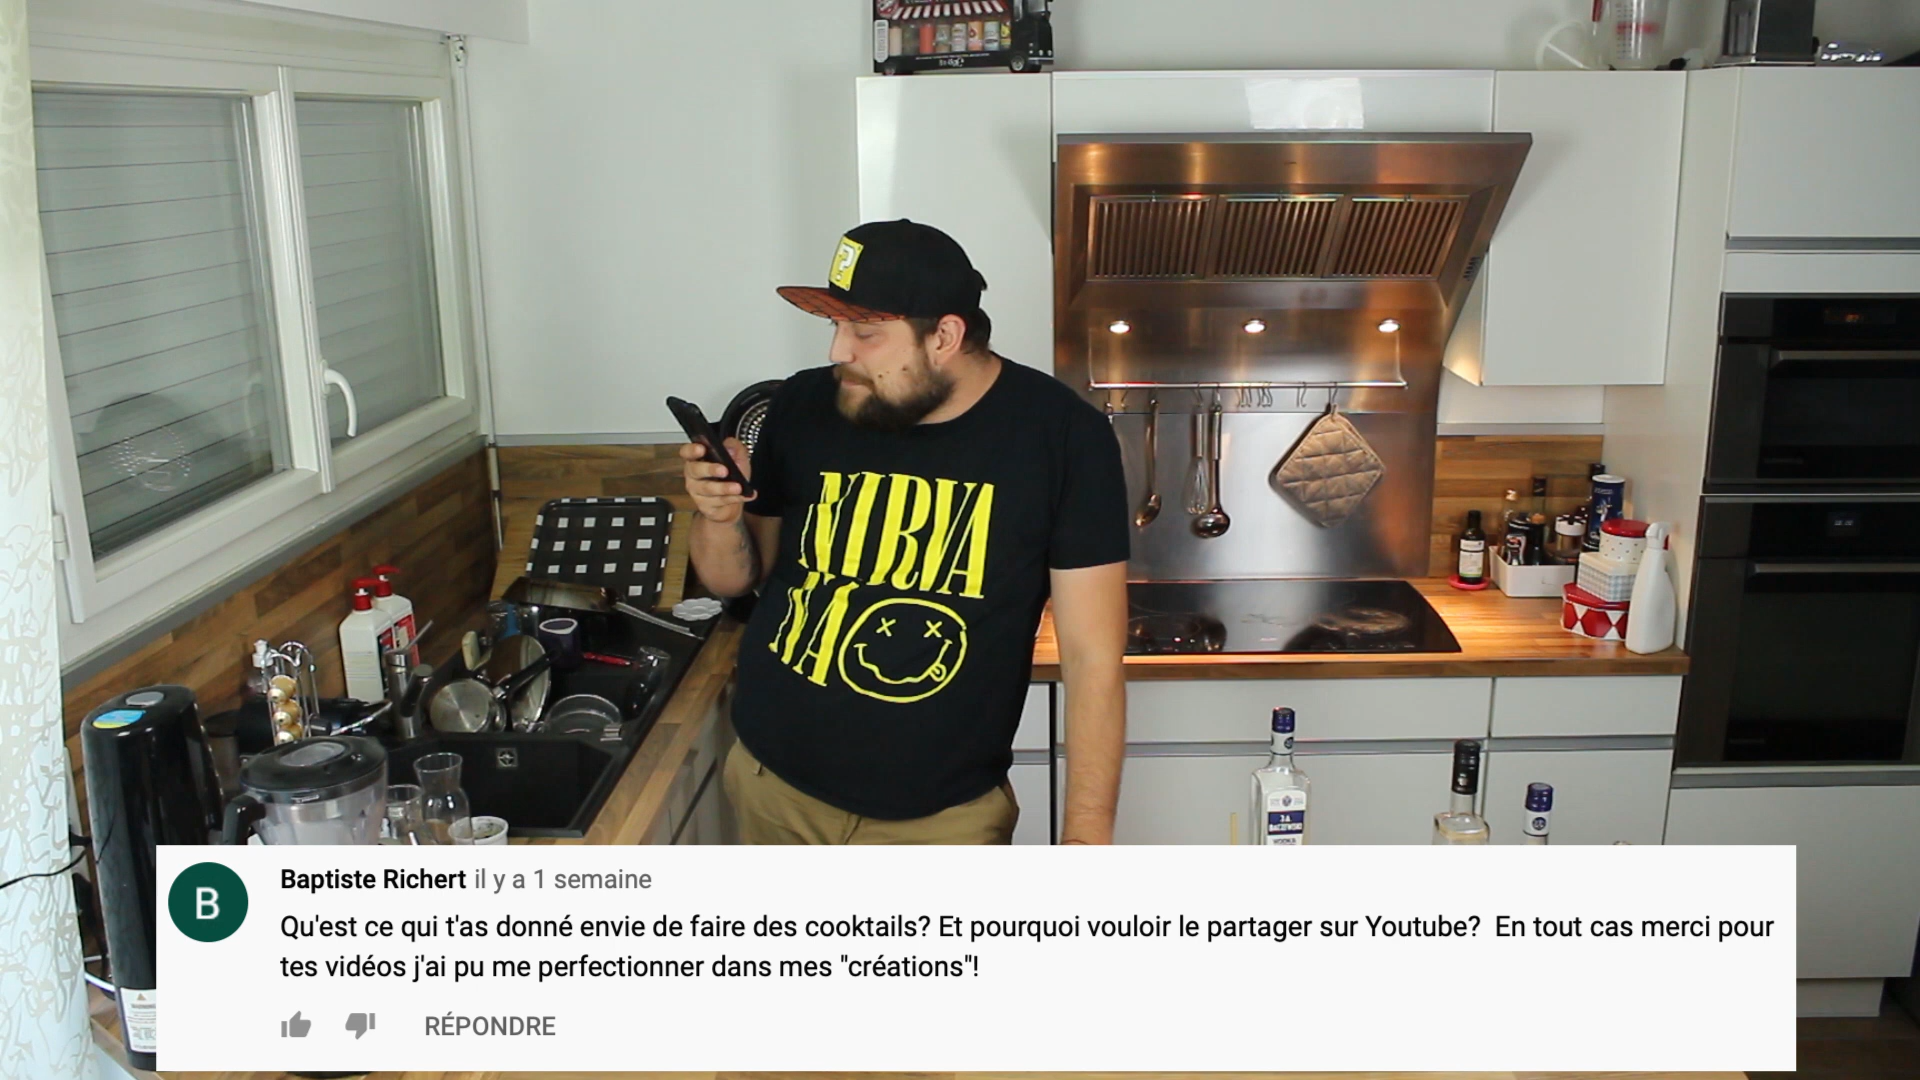 ?
NIRVA
NA
J.A.
BACZEWSKI
VODKA
B
Baptiste Richert il y a 1 semaine
Qu'est ce qui t'as donné envie de faire des cooktails? Et pourquoi vouloir le partager sur Youtube?  En tout cas merci pour
tes vidéos j'ai pu me perfectionner dans mes "créations"!
RÉPONDRE